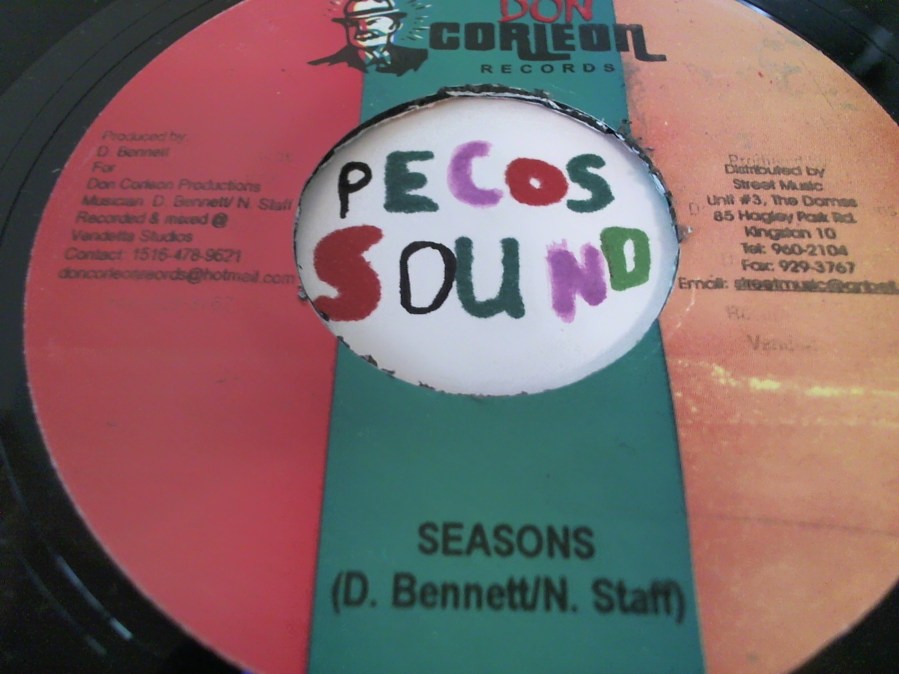 DON
CORLEON
RECORDS
Produced by
D. Bennett
For
Don Corleon Productions
Musician: D. Bennett/ N. Staff
Recorded & mixed @
Vendetta Studios
Contact: 1516-478-9621
doncorleonrecords@hotmail.com
PECOS
SOUND
Distributed by
Street Music
Unit #3, The Domes
85 Hagley Park Rd.
Kingston 10
Tel: 960-2104
Fax: 929-3767
Email:
SEASONS
(D. Bennett/N. Staff)